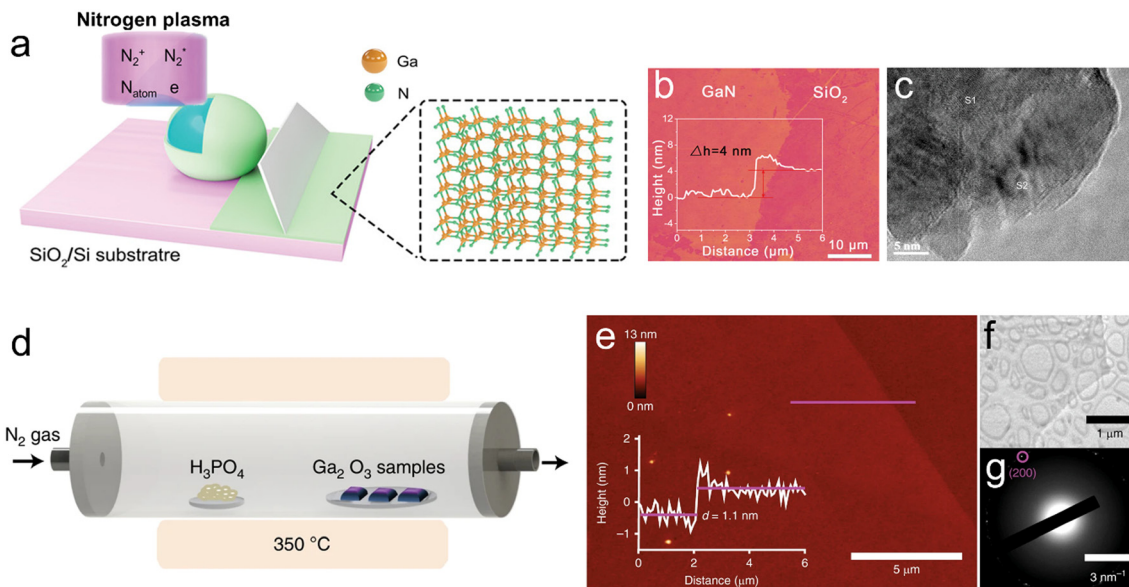 a
Nitrogen plasma
N₂⁺ N₂*
Nₐₜₒₘ e
Ga
N
SiO₂/Si substratre
b
GaN SiO₂
Height (nm)
12
8
4
0
-4
△h=4 nm
0 1 2 3 4 5 6
Distance (μm)
10 μm
c
S1
S2
5 nm
d
N₂ gas
H₃PO₄
Ga₂ O₃ samples
350 °C
e
13 nm
0 nm
Height (nm)
2
1
0
−1
d = 1.1 nm
0 2 4 6
Distance (μm)
5 μm
f
1 μm
g
(200)
3 nm⁻¹